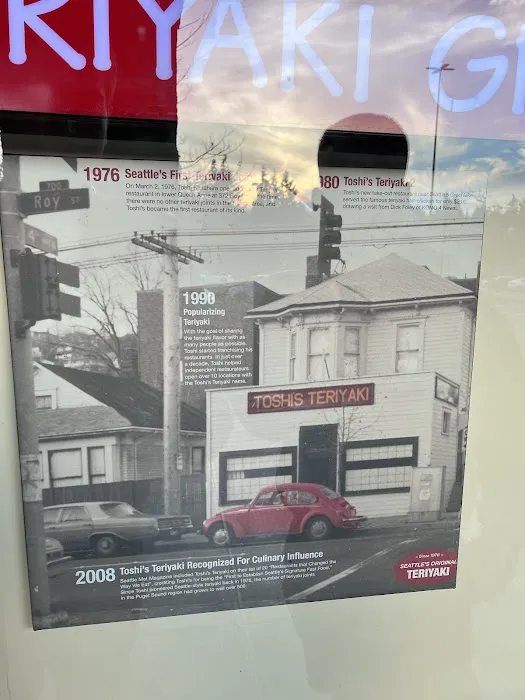 RIYAKI G
1976 Seattle's First Teriyaki
On March 2, 1976, Toshi
restaurant in lower Queen Anne at 372
there were no other teriyaki joints in the area, and
Toshi's became the first restaurant of its kind.
80 Toshi's Teriyaki
Toshi's new take-out restaurant
served the famous teriyaki
drawing a visit from Dick Foley of KOMO 4 News.
700
Roy ST
4
1990
Popularizing
Teriyaki
With the goal of sharing
the teriyaki flavor with as
many people as possible,
Toshi started franchising his
restaurants. In just over
a decade, Toshi helped
independent restaurateurs
open over 10 locations with
the Toshi's Teriyaki name.
TOSHIS TERIYAKI
2008 Toshi's Teriyaki Recognized For Culinary Influence
Seattle Met Magazine included Toshi's Teriyaki on their list of 20 "Restaurants that Changed the
Way We Eat", crediting Toshi's for being the "First to Establish Seattle's Signature Fast Food."
Since Toshi pioneered Seattle-style teriyaki back in 1976, the number of teriyaki joints
in the Puget Sound region had grown to well over 500.
- Since 1976 -
SEATTLE'S ORIGINAL
TERIYAKI